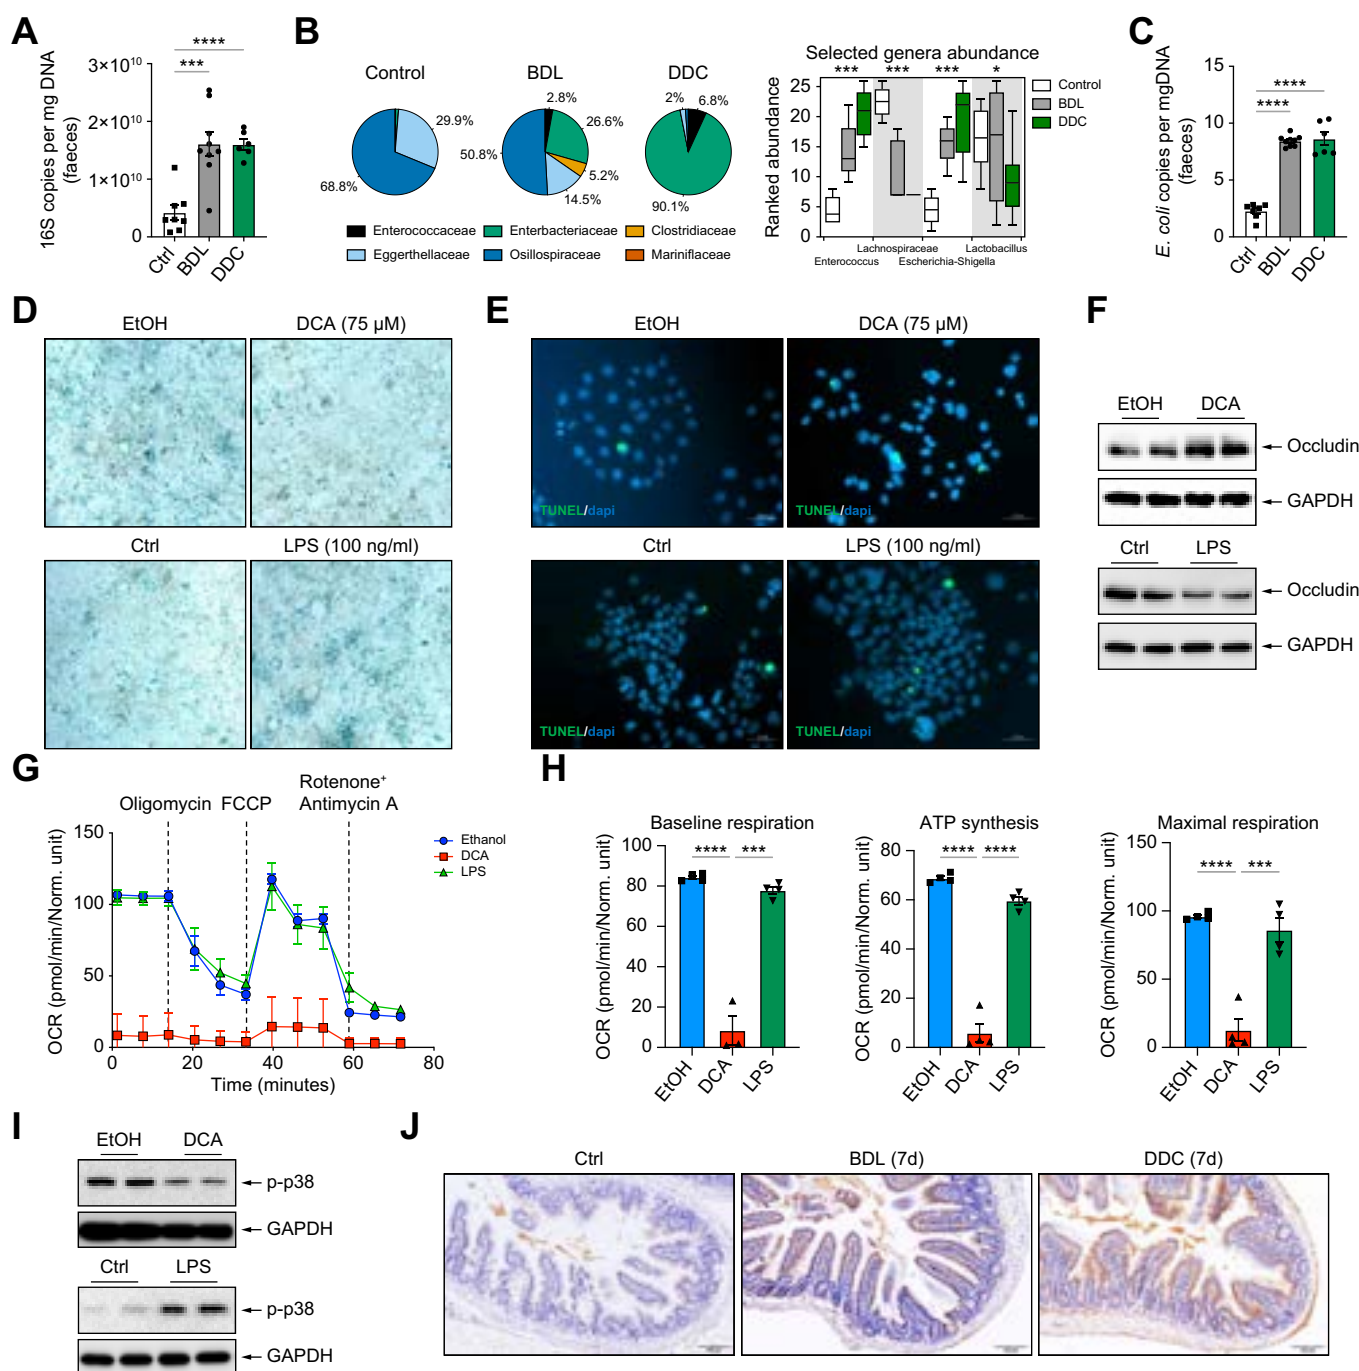 A
16S copies per mg DNA
(faeces)
3×10¹⁰
2×10¹⁰
1×10¹⁰
0
****
***
Ctrl
BDL
DDC
B
Control
BDL
DDC
29.9%
68.8%
2.8%
26.6%
5.2%
14.5%
50.8%
2%
6.8%
90.1%
Enterococcaceae
Enterbacteriaceae
Clostridiaceae
Eggerthellaceae
Osillospiraceae
Mariniflaceae
Selected genera abundance
Ranked abundance
25
20
15
10
5
0
***
***
***
*
Control
BDL
DDC
Lachnospiraceae
Lactobacillus
Enterococcus
Escherichia-Shigella
C
E. coli copies per mgDNA
(faeces)
15
10
5
0
****
****
Ctrl
BDL
DDC
D
EtOH
DCA (75 µM)
Ctrl
LPS (100 ng/ml)
E
EtOH
DCA (75 µM)
TUNEL/dapi
TUNEL/dapi
Ctrl
LPS (100 ng/ml)
TUNEL/dapi
TUNEL/dapi
F
EtOH
DCA
Occludin
GAPDH
Ctrl
LPS
Occludin
GAPDH
G
Oligomycin
FCCP
Rotenone⁺
Antimycin A
OCR (pmol/min/Norm. unit)
150
100
50
0
0
20
40
60
80
Time (minutes)
Ethanol
DCA
LPS
H
Baseline respiration
OCR (pmol/min/Norm. unit)
100
80
60
40
20
0
****
***
EtOH
DCA
LPS
ATP synthesis
OCR (pmol/min/Norm. unit)
80
60
40
20
0
****
****
EtOH
DCA
LPS
Maximal respiration
OCR (pmol/min/Norm. unit)
150
100
50
0
****
***
EtOH
DCA
LPS
I
EtOH
DCA
p-p38
GAPDH
Ctrl
LPS
p-p38
GAPDH
J
Ctrl
BDL (7d)
DDC (7d)